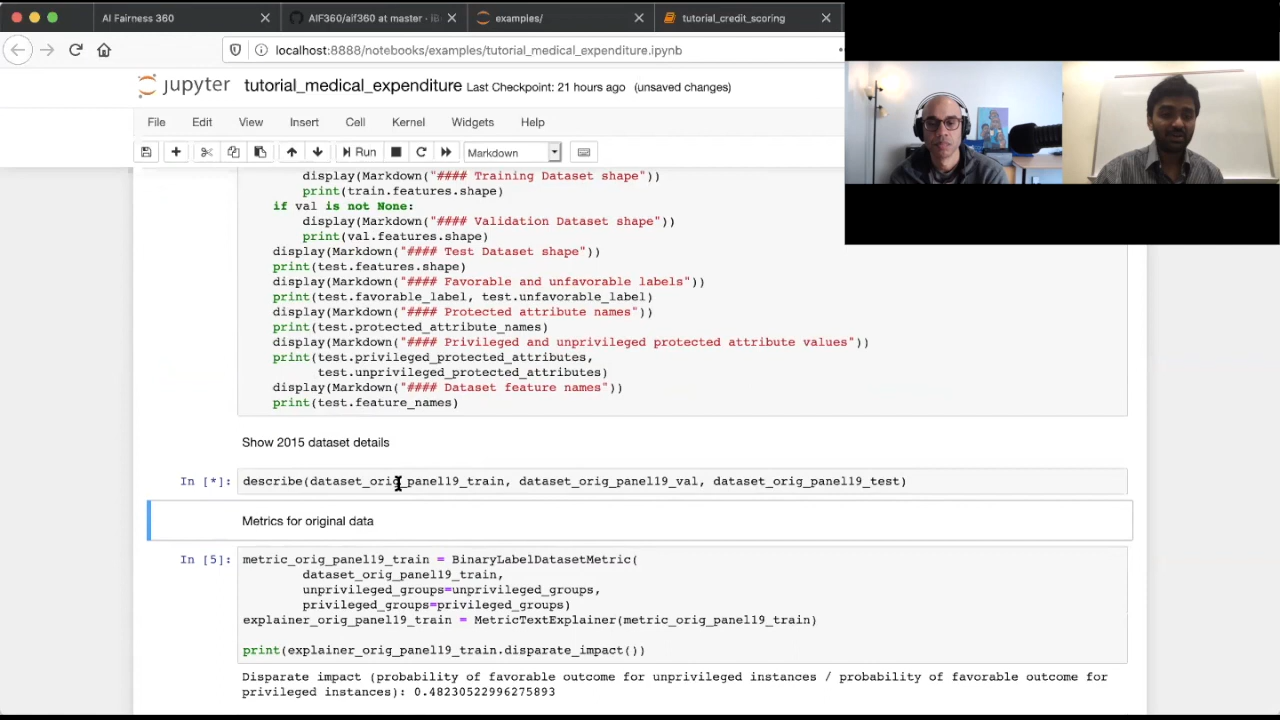 AI Fairness 360
AIF360/aif360 at master · IB
examples/
tutorial_credit_scoring
localhost:8888/notebooks/examples/tutorial_medical_expenditure.ipynb
jupyter tutorial_medical_expenditure Last Checkpoint: 21 hours ago (unsaved changes)
File Edit View Insert Cell Kernel Widgets Help
Run Markdown
display(Markdown("#### Training Dataset shape"))
print(train.features.shape)
if val is not None:
display(Markdown("#### Validation Dataset shape"))
print(val.features.shape)
display(Markdown("#### Test Dataset shape"))
print(test.features.shape)
display(Markdown("#### Favorable and unfavorable labels"))
print(test.favorable_label, test.unfavorable_label)
display(Markdown("#### Protected attribute names"))
print(test.protected_attribute_names)
display(Markdown("#### Privileged and unprivileged protected attribute values"))
print(test.privileged_protected_attributes,
test.unprivileged_protected_attributes)
display(Markdown("#### Dataset feature names"))
print(test.feature_names)
Show 2015 dataset details
In [*]: describe(dataset_orig_panel19_train, dataset_orig_panel19_val, dataset_orig_panel19_test)
Metrics for original data
In [5]: metric_orig_panel19_train = BinaryLabelDatasetMetric(
dataset_orig_panel19_train,
unprivileged_groups=unprivileged_groups,
privileged_groups=privileged_groups)
explainer_orig_panel19_train = MetricTextExplainer(metric_orig_panel19_train)
print(explainer_orig_panel19_train.disparate_impact())
Disparate impact (probability of favorable outcome for unprivileged instances / probability of favorable outcome for
privileged instances): 0.48230522996275893